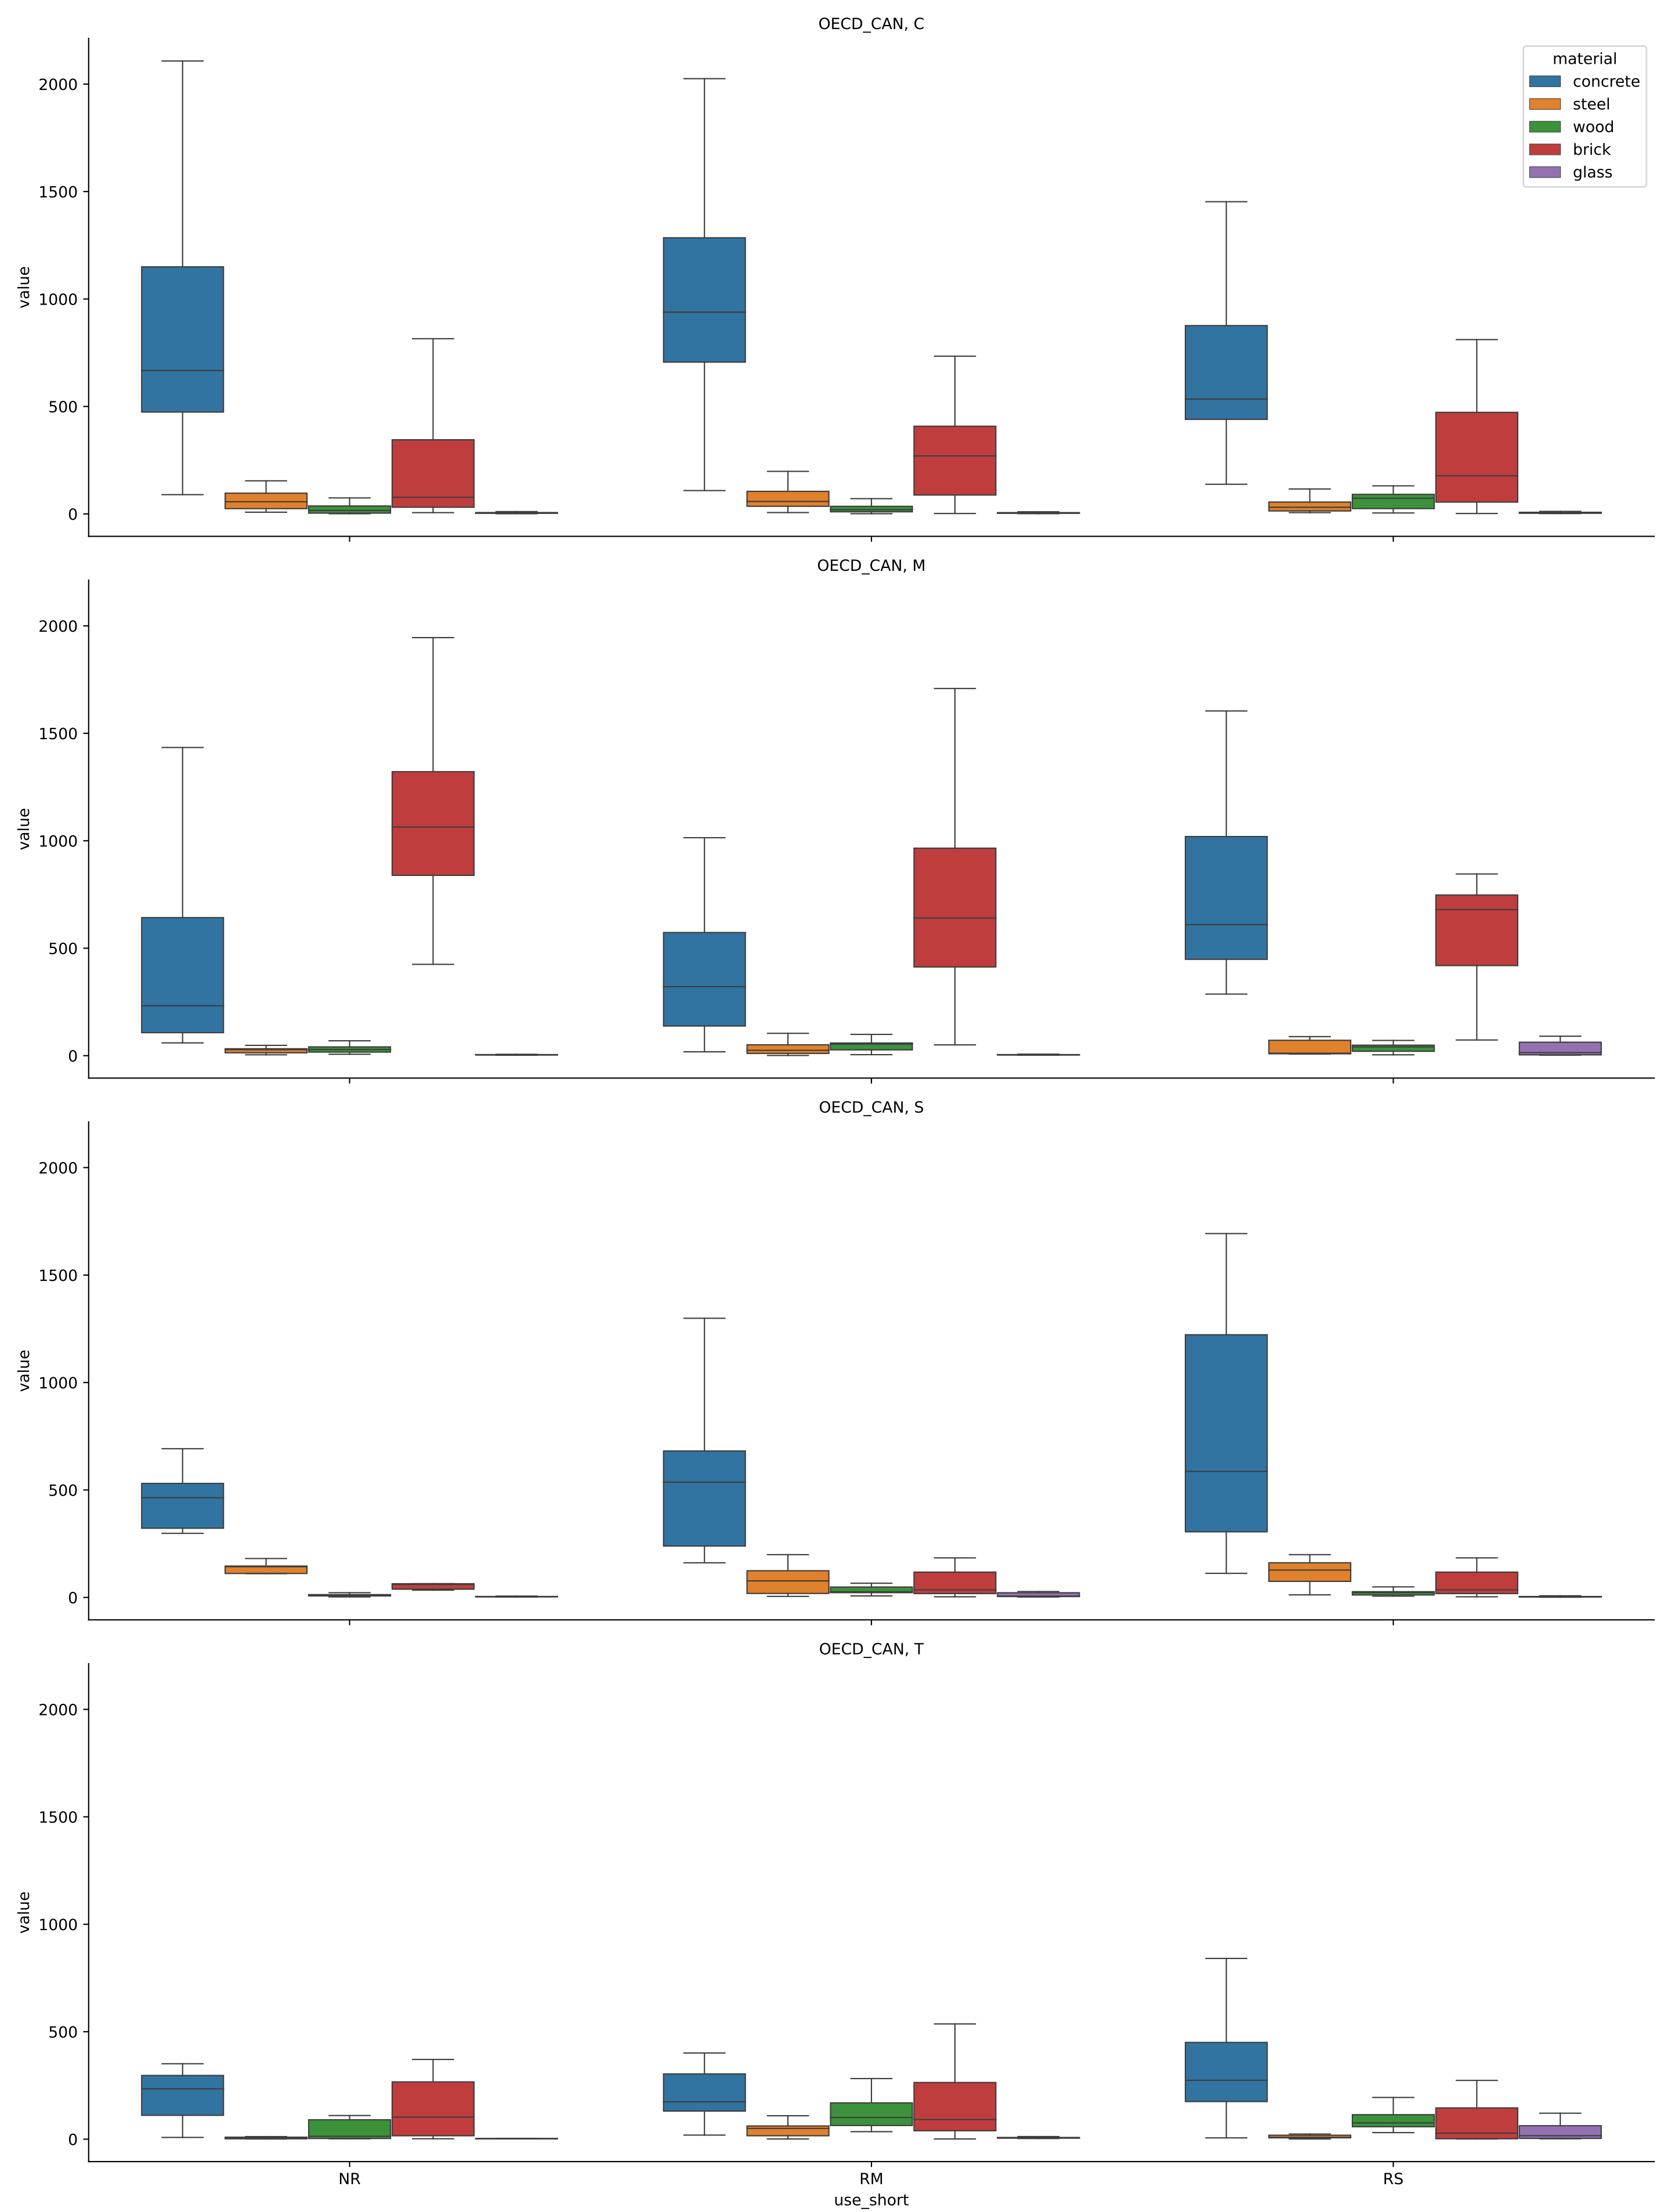 OECD_CAN, C
material
concrete
steel
wood
brick
glass
2000
1500
1000
500
0
value
OECD_CAN, M
2000
1500
1000
500
0
value
OECD_CAN, S
2000
1500
1000
500
0
value
OECD_CAN, T
2000
1500
1000
500
0
value
NR RM RS
use_short